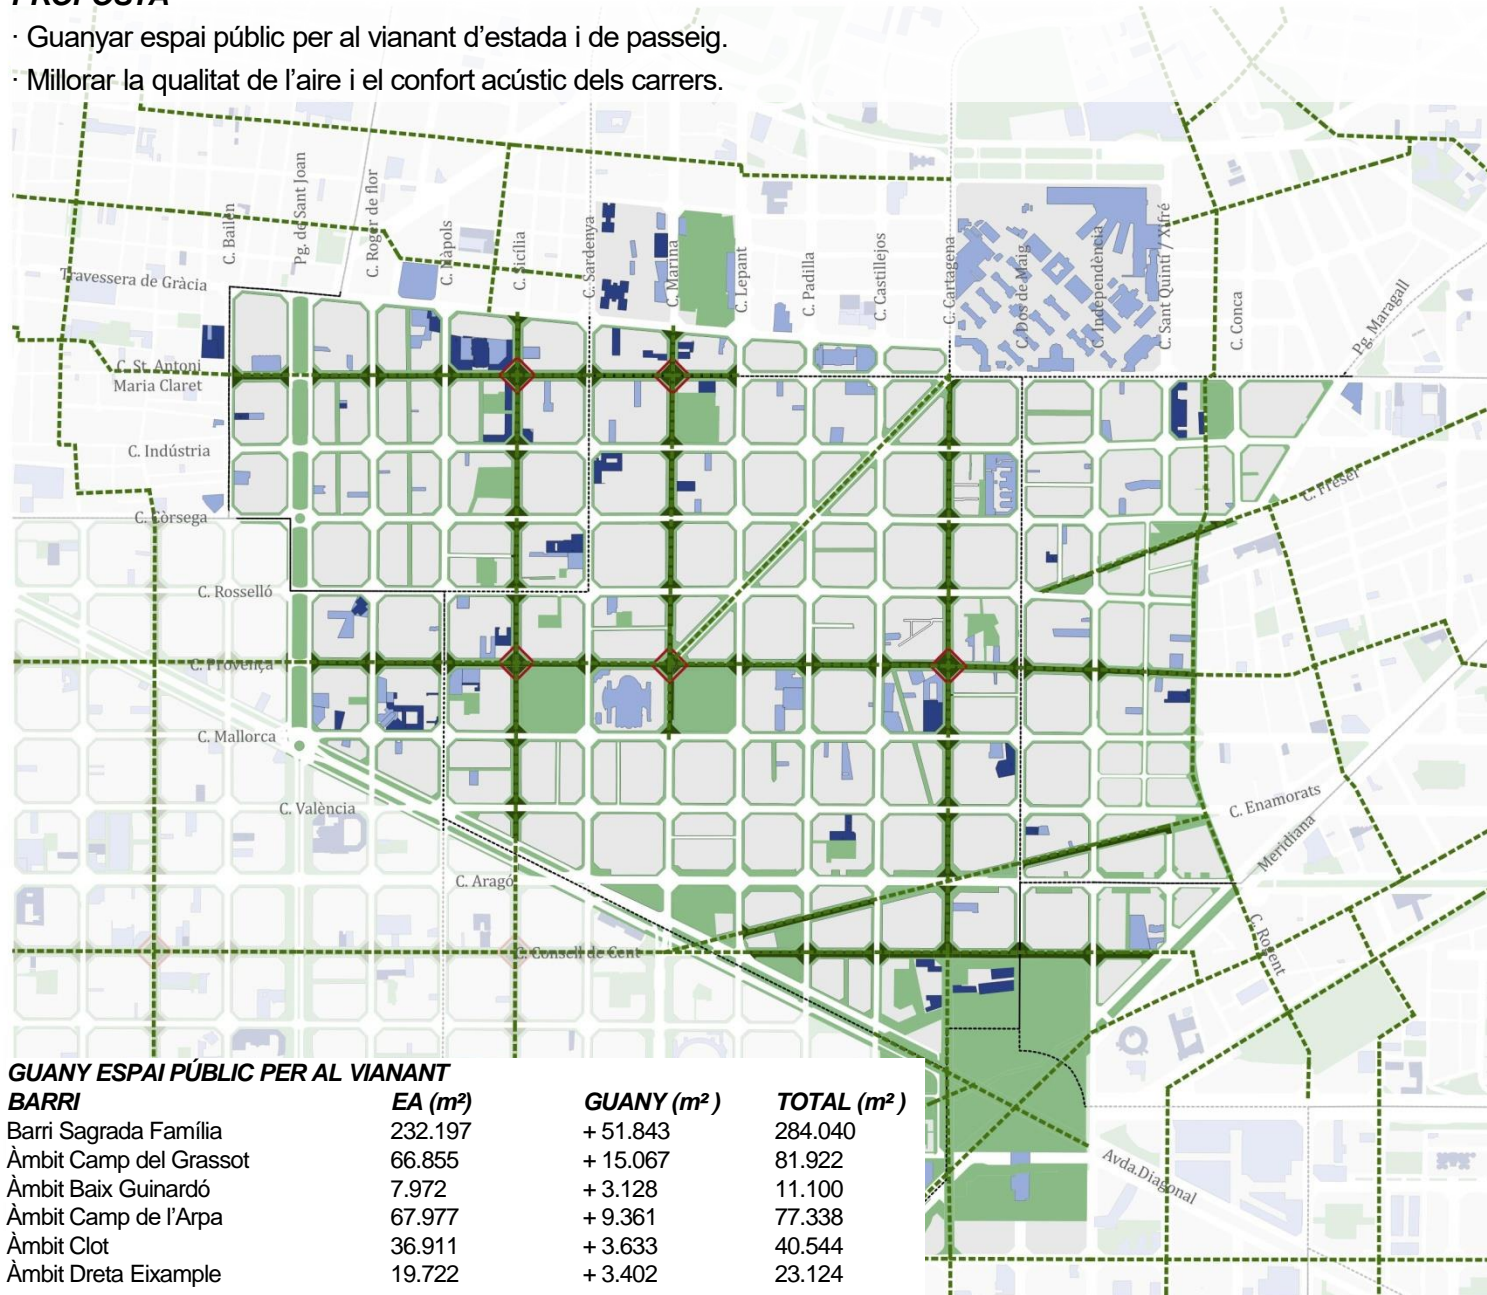 PROPOSTA
· Guanyar espai públic per al vianant d’estada i de passeig.
· Millorar la qualitat de l’aire i el confort acústic dels carrers.
C. Bailèn
Pg. de Sant Joan
C. Roger de flor
C. Nàpols
C. Sicilia
C. Sardenya
C. Marina
C. Lepant
C. Padilla
C. Castillejos
C. Cartagena
C. Dos de Maig
C. Independència
C. Sant Quintí / Xifré
C. Conca
Pg. Maragall
Travessera de Gràcia
C. St. Antoni
Maria Claret
C. Indústria
C. Còrsega
C. Freser
C. Rosselló
C. Provença
C. Mallorca
C. València
C. Enamorats
Meridiana
C. Aragó
C. Consell de Cent
C. Rogent
Avda.Diagonal
GUANY ESPAI PÚBLIC PER AL VIANANT
BARRI EA (m²) GUANY (m² ) TOTAL (m² )
Barri Sagrada Família 232.197 + 51.843 284.040
Àmbit Camp del Grassot 66.855 + 15.067 81.922
Àmbit Baix Guinardó 7.972 + 3.128 11.100
Àmbit Camp de l’Arpa 67.977 + 9.361 77.338
Àmbit Clot 36.911 + 3.633 40.544
Àmbit Dreta Eixample 19.722 + 3.402 23.124